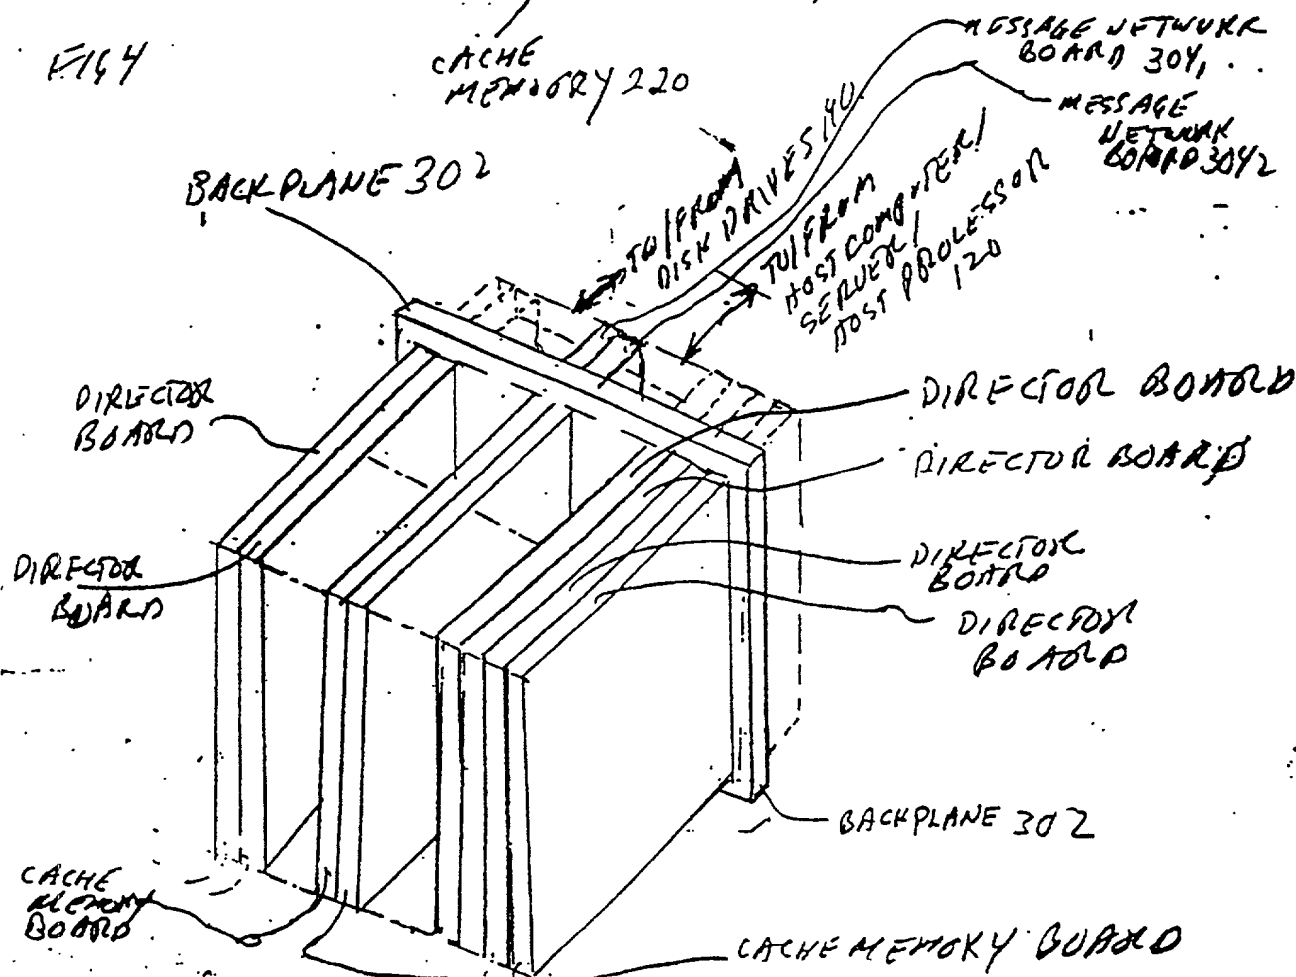 FIG 4
CACHE
MEMORY 220
MESSAGE NETWORK
BOARD 304,
MESSAGE
NETWORK
BOARD 3042
BACKPLANE 302
TO/FROM
DISK DRIVES 140
TO/FROM
HOST COMPUTER/
SERVER/
HOST PROCESSOR
120
DIRECTOR
BOARD
DIRECTOR BOARD
DIRECTOR BOARD
DIRECTOR
BOARD
DIRECTOR
BOARD
DIRECTOR
BOARD
BACKPLANE 302
CACHE
MEMORY
BOARD
CACHE MEMORY BOARD